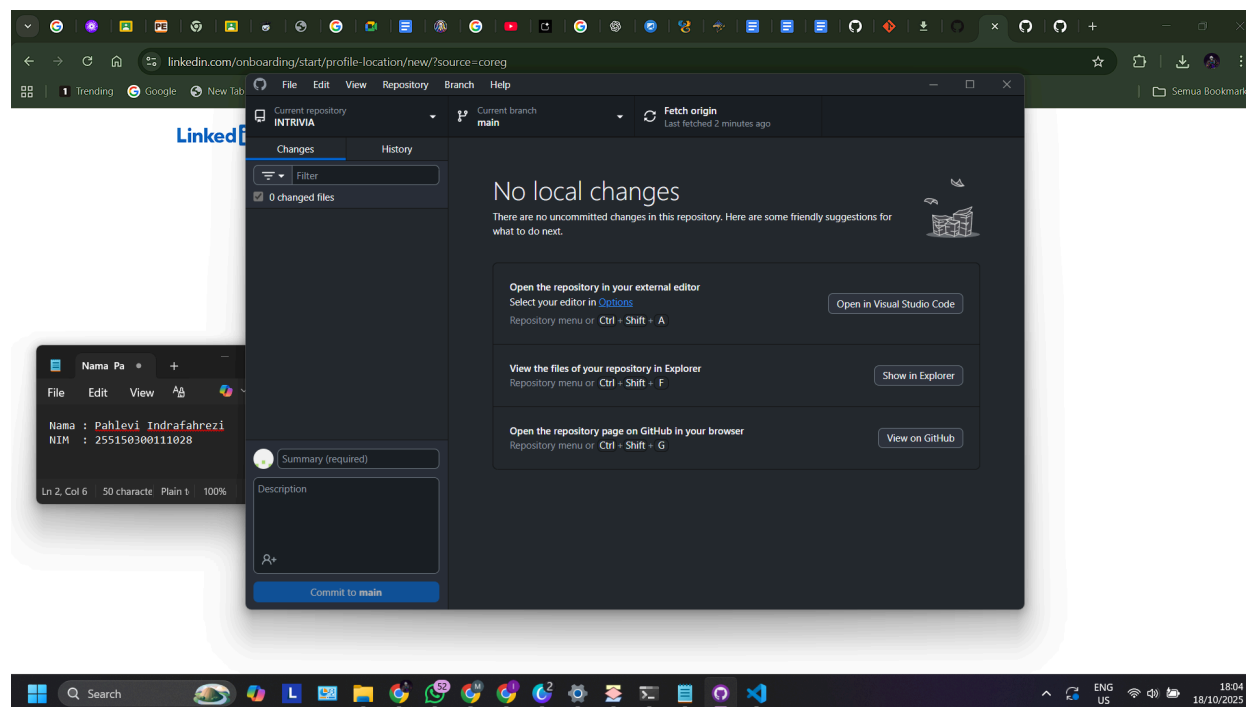 linkedin.com/onboarding/start/profile-location/new/?source=coreg
Trending
Google
New Tab
Semua Bookmark
Linked
File Edit View Repository Branch Help
Current repository
INTRIVIA
Current branch
main
Fetch origin
Last fetched 2 minutes ago
Changes
History
Filter
0 changed files
No local changes
There are no uncommitted changes in this repository. Here are some friendly suggestions for
what to do next.
Open the repository in your external editor
Select your editor in Options
Repository menu or Ctrl + Shift + A
Open in Visual Studio Code
View the files of your repository in Explorer
Repository menu or Ctrl + Shift + F
Show in Explorer
Open the repository page on GitHub in your browser
Repository menu or Ctrl + Shift + G
View on GitHub
Summary (required)
Description
Commit to main
Nama Pa
File Edit View
Nama : Pahlevi Indrafahrezi
NIM : 255150300111028
Ln 2, Col 6 50 characte Plain t 100%
Search
52
ENG
US
18:04
18/10/2025